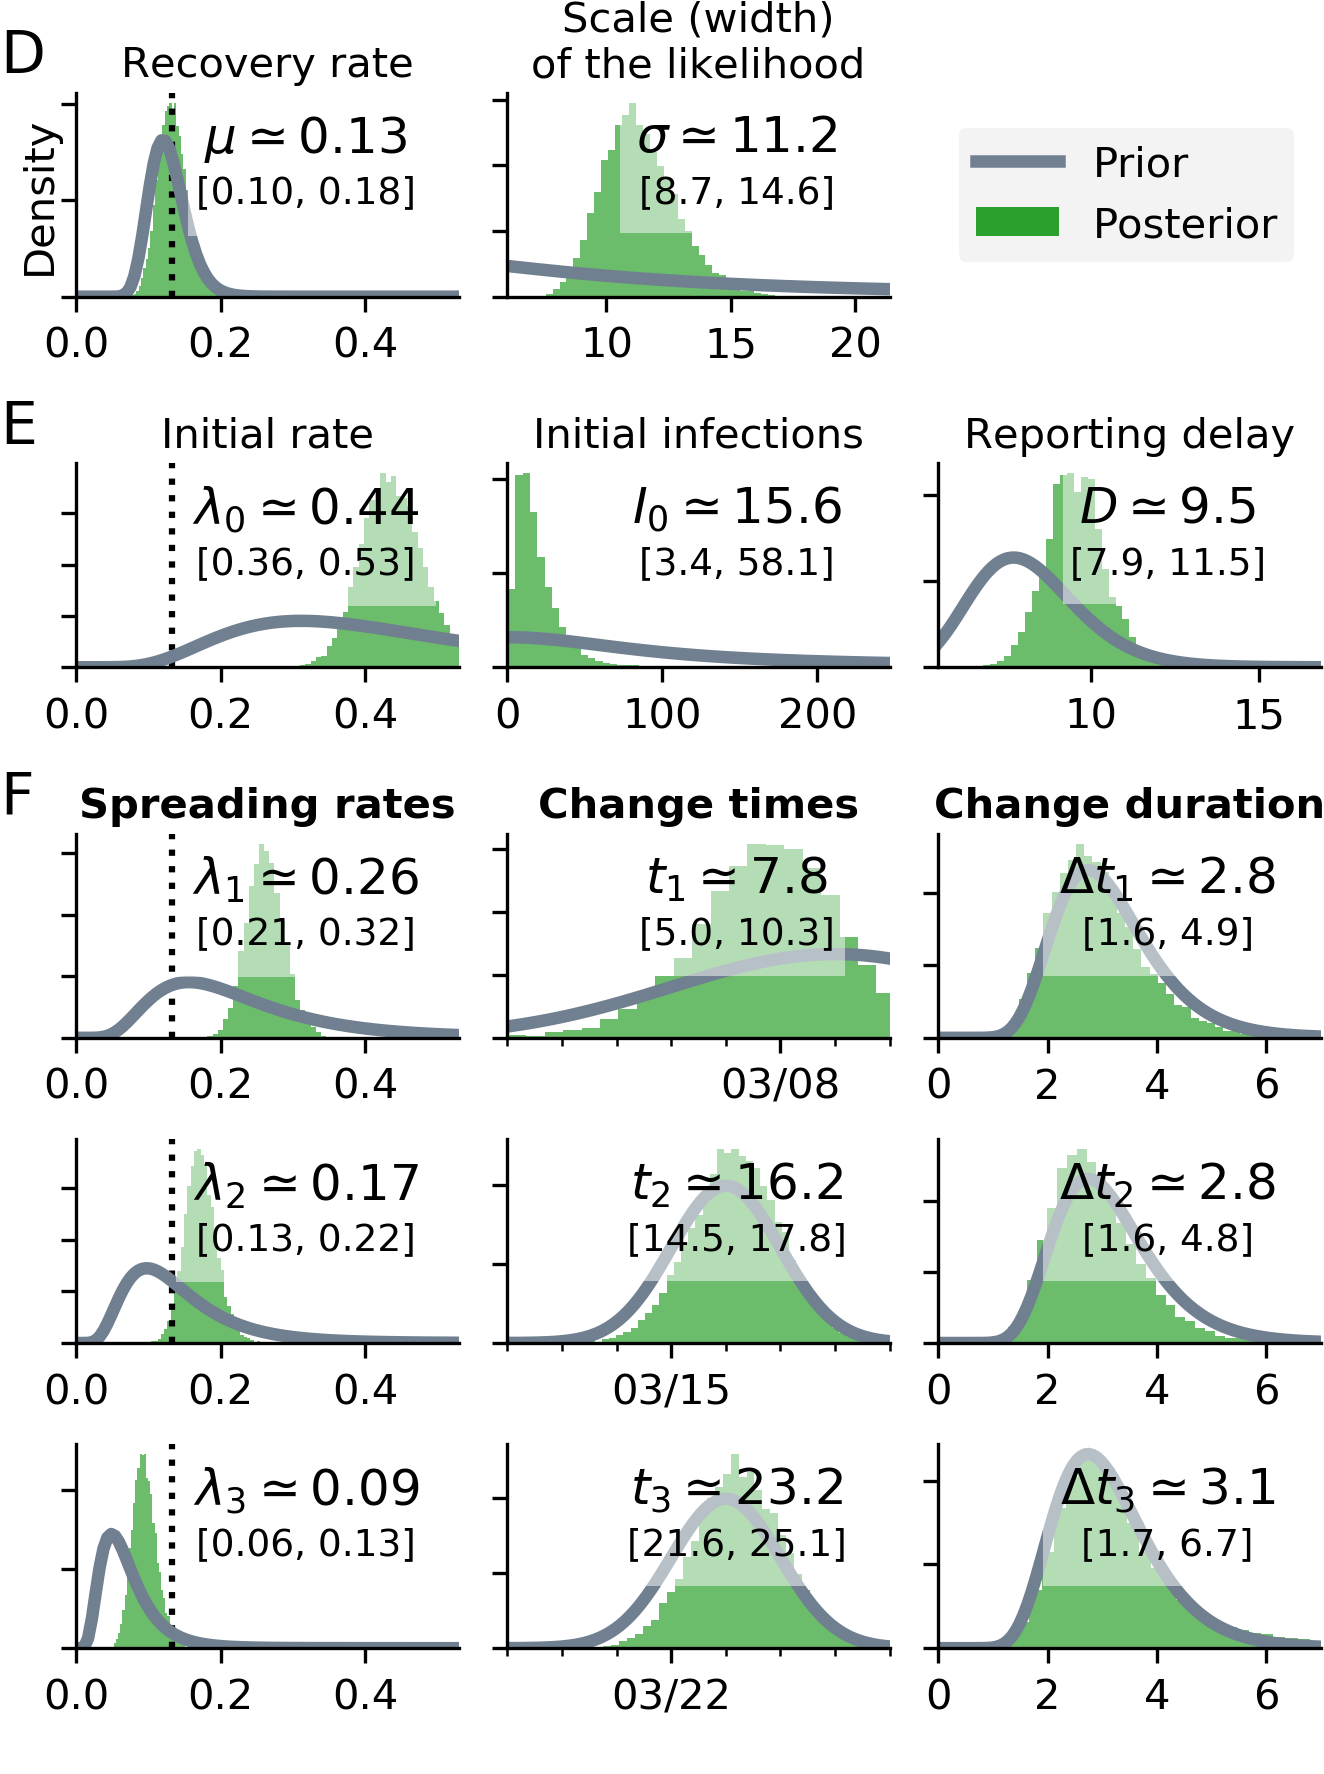 D
Recovery rate
Scale (width)
of the likelihood
Density
μ ≃ 0.13
[0.10, 0.18]
0.0 0.2 0.4
σ ≃ 11.2
[8.7, 14.6]
10 15 20
Prior
Posterior
E
Initial rate
λ0 ≃ 0.44
[0.36, 0.53]
0.0 0.2 0.4
Initial infections
I0 ≃ 15.6
[3.4, 58.1]
0 100 200
Reporting delay
D ≃ 9.5
[7.9, 11.5]
10 15
F
Spreading rates
Change times
Change duration
λ1 ≃ 0.26
[0.21, 0.32]
0.0 0.2 0.4
t1 ≃ 7.8
[5.0, 10.3]
03/08
Δt1 ≃ 2.8
[1.6, 4.9]
0 2 4 6
λ2 ≃ 0.17
[0.13, 0.22]
0.0 0.2 0.4
t2 ≃ 16.2
[14.5, 17.8]
03/15
Δt2 ≃ 2.8
[1.6, 4.8]
0 2 4 6
λ3 ≃ 0.09
[0.06, 0.13]
0.0 0.2 0.4
t3 ≃ 23.2
[21.6, 25.1]
03/22
Δt3 ≃ 3.1
[1.7, 6.7]
0 2 4 6